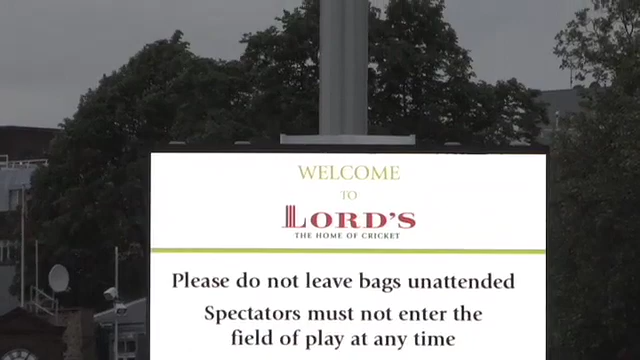 WELCOME
TO
LORD'S
THE HOME OF CRICKET
Please do not leave bags unattended
Spectators must not enter the
field of play at any time